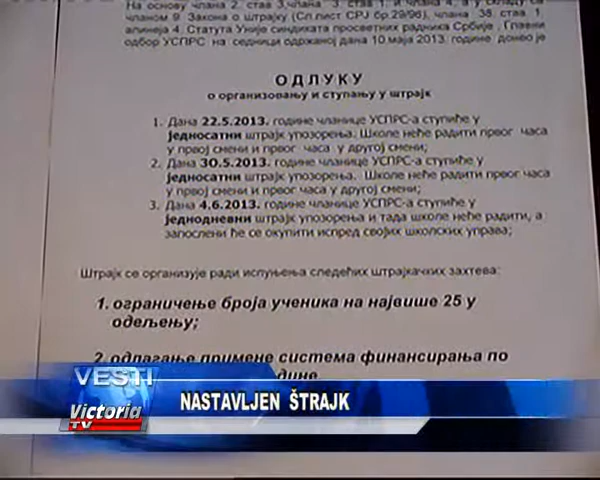 На основу члана 2. став 3, члана 3. став 1. и члана 4, а у складу са
чланом 9. Закона о штрајку (Сл.лист СРЈ бр.29/96), члана 38. став 1.
алинеја 4. Статута Уније синдиката просветних радника Србије , Главни
одбор УСПРС на седници одржаној дана 10.маја 2013. године донео је
ОДЛУКУ
о организовању и ступању у штрајк
1. Дана 22.5.2013. године чланице УСПРС-а ступиће у
једносатни штрајк упозорења. Школе неће радити првог часа
у првој смени и првог часа у другој смени;
2. Дана 30.5.2013. године чланице УСПРС-а ступиће у
једносатни штрајк упозорења. Школе неће радити првог часа
у првој смени и првог часа у другој смени;
3. Дана 4.6.2013. године чланице УСПРС-а ступиће у
једнодневни штрајк упозорења и тада школе неће радити, а
запослени ће се окупити испред својих школских управа;
Штрајк се организује ради испуњења следећих штрајкачких захтева:
1. ограничење броја ученика на највише 25 у
одељењу;
2. одлагање примене система финансирања по
VESTI
NASTAVLJEN ŠTRAJK
Victoria
TV